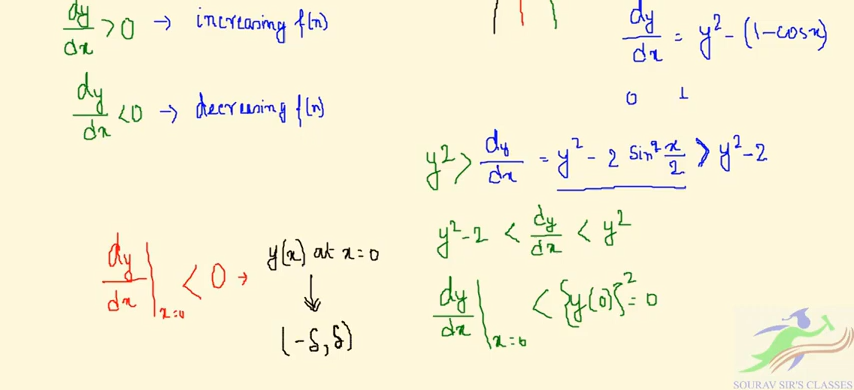 dy/dx > 0 → increasing f(n)
dy/dx < 0 → decreasing f(n)
dy/dx = y² - (1-cosx)
0 1
y² > dy/dx = y² - 2 sin² x/2 > y² - 2
y² - 2 < dy/dx < y²
dy/dx |x=0 < 0 → y(x) at x=0
↓
(-δ, δ)
dy/dx |x=0 < {y(0)}² = 0
SOURAV SIR'S CLASSES